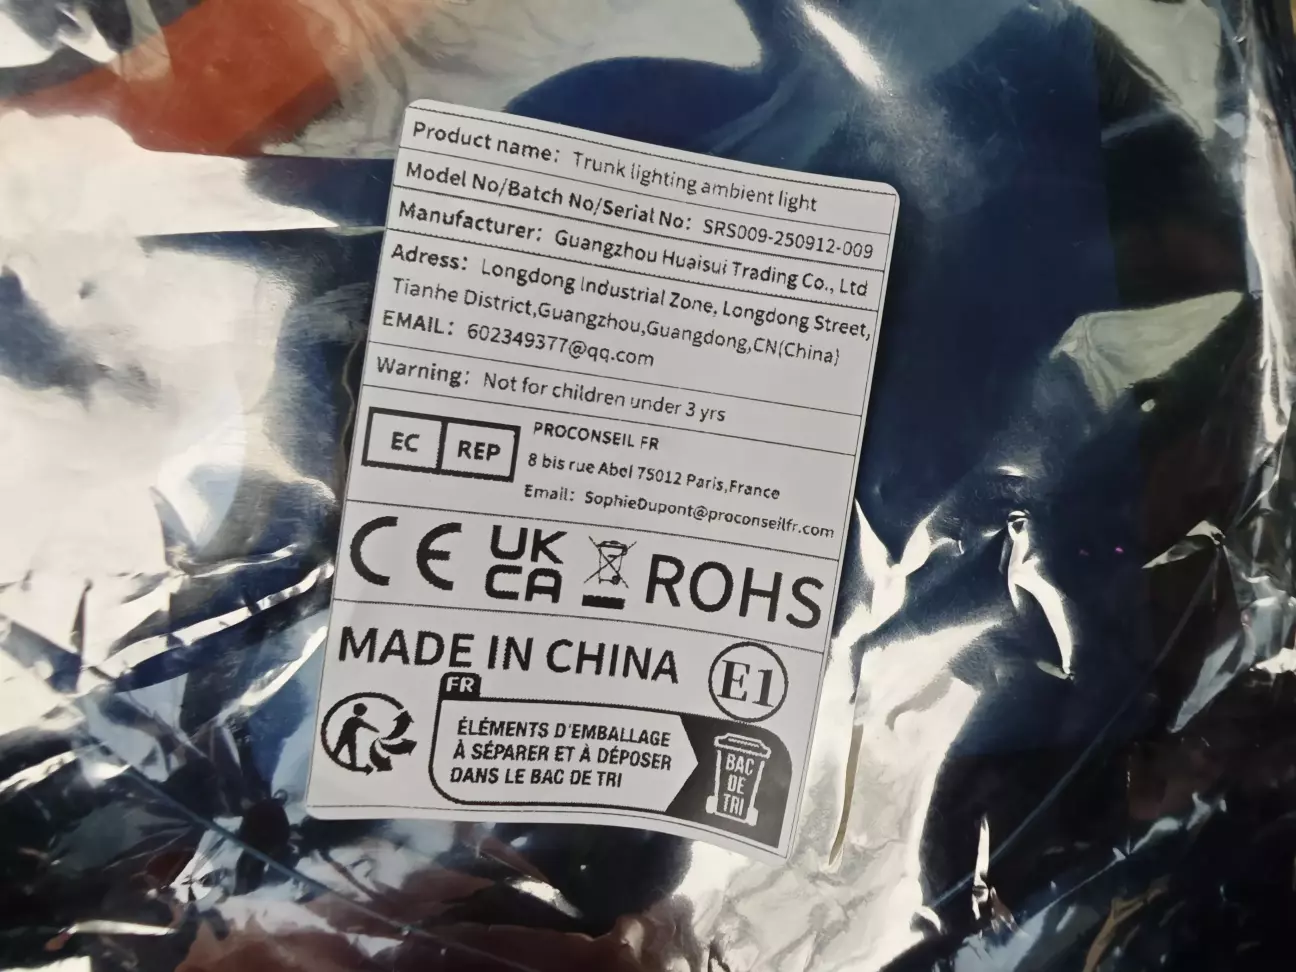 Product name: Trunk lighting ambient light
Model No/Batch No/Serial No: SRS009-250912-009
Manufacturer: Guangzhou Huaisui Trading Co., Ltd
Adress: Longdong Industrial Zone, Longdong Street,
Tianhe District,Guangzhou,Guangdong,CN(China)
EMAIL: 602349377@qq.com
Warning: Not for children under 3 yrs
EC REP
PROCONSEIL FR
8 bis rue Abel 75012 Paris,France
Email: SophieDupont@proconseilfr.com
CE UK CA ROHS
MADE IN CHINA E1
FR
ÉLÉMENTS D'EMBALLAGE
À SÉPARER ET À DÉPOSER
DANS LE BAC DE TRI
BAC
DE
TRI